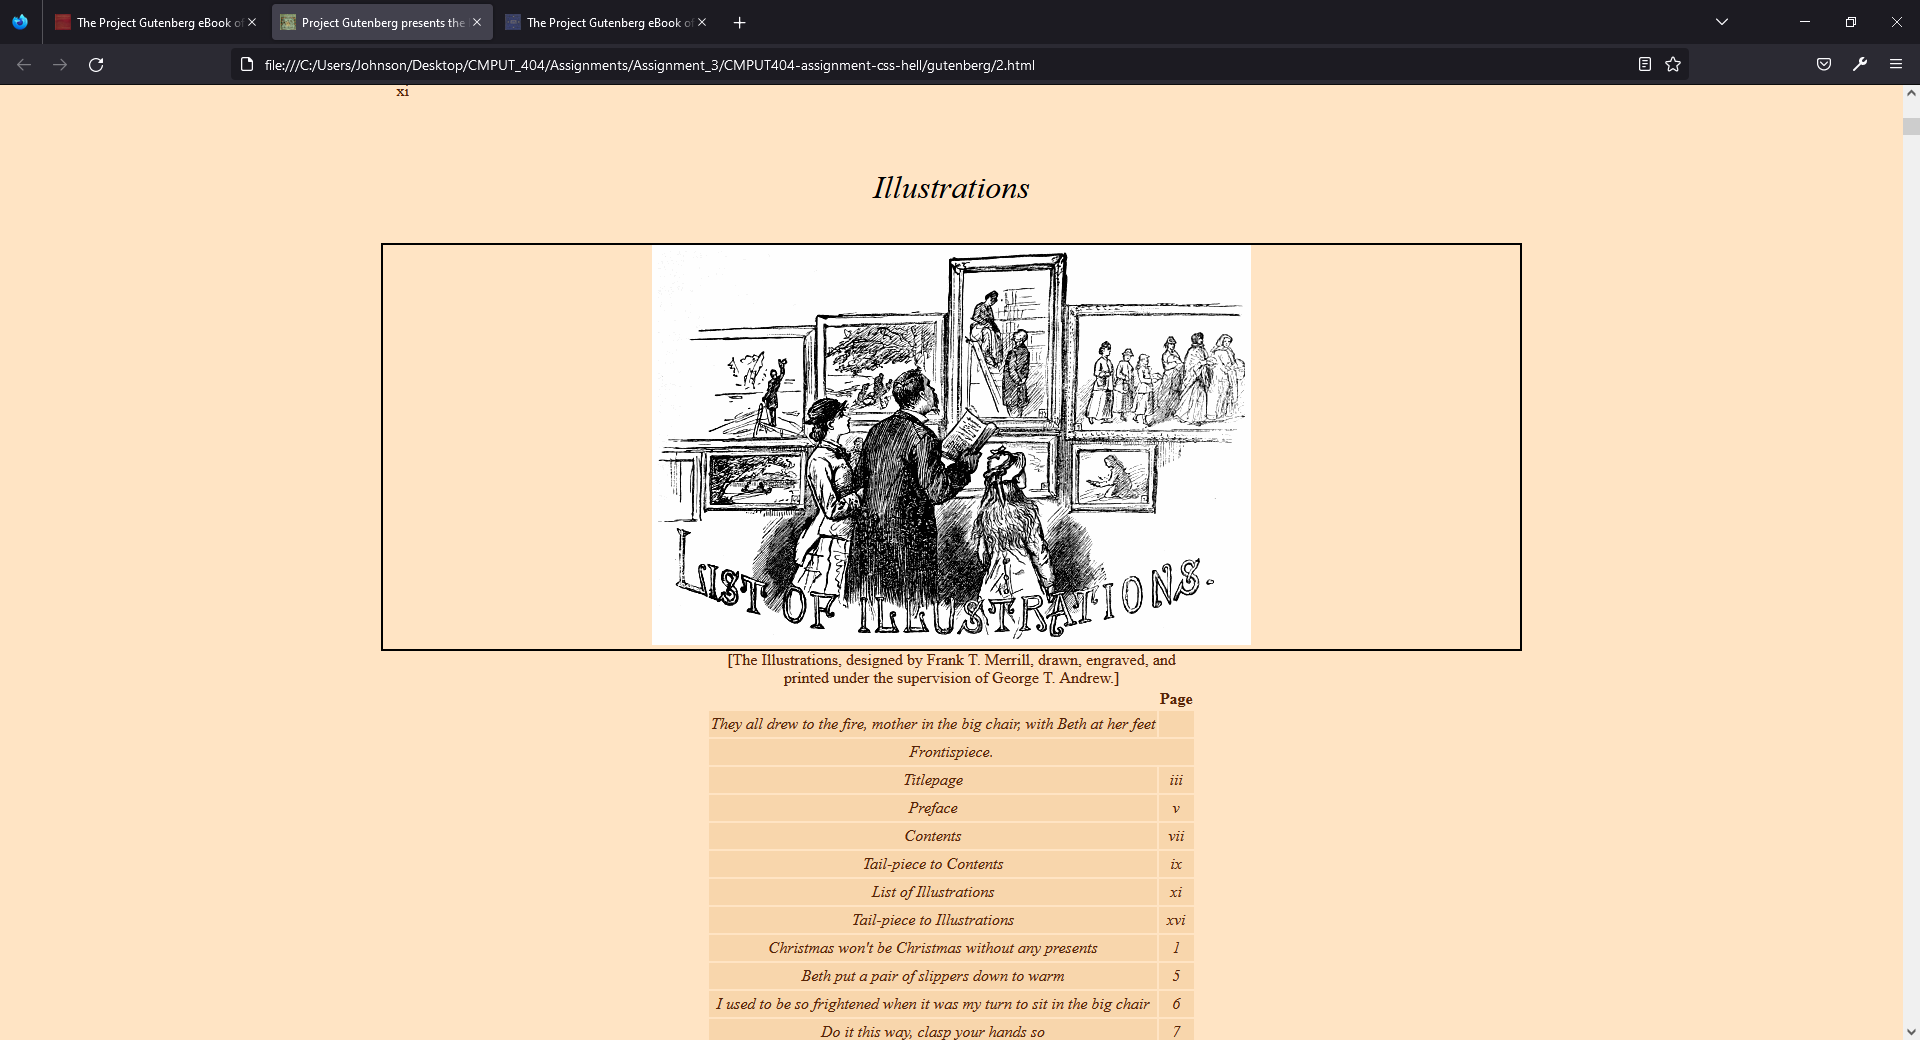 The Project Gutenberg eBook of
Project Gutenberg presents the
The Project Gutenberg eBook of
file:///C:/Users/Johnson/Desktop/CMPUT_404/Assignments/Assignment_3/CMPUT404-assignment-css-hell/gutenberg/2.html
xi
Illustrations
LIST OF ILLUSTRATIONS.
[The Illustrations, designed by Frank T. Merrill, drawn, engraved, and
printed under the supervision of George T. Andrew.]
Page
They all drew to the fire, mother in the big chair, with Beth at her feet
Frontispiece.
Titlepage iii
Preface v
Contents vii
Tail-piece to Contents ix
List of Illustrations xi
Tail-piece to Illustrations xvi
Christmas won't be Christmas without any presents 1
Beth put a pair of slippers down to warm 5
I used to be so frightened when it was my turn to sit in the big chair 6
Do it this way, clasp your hands so 7